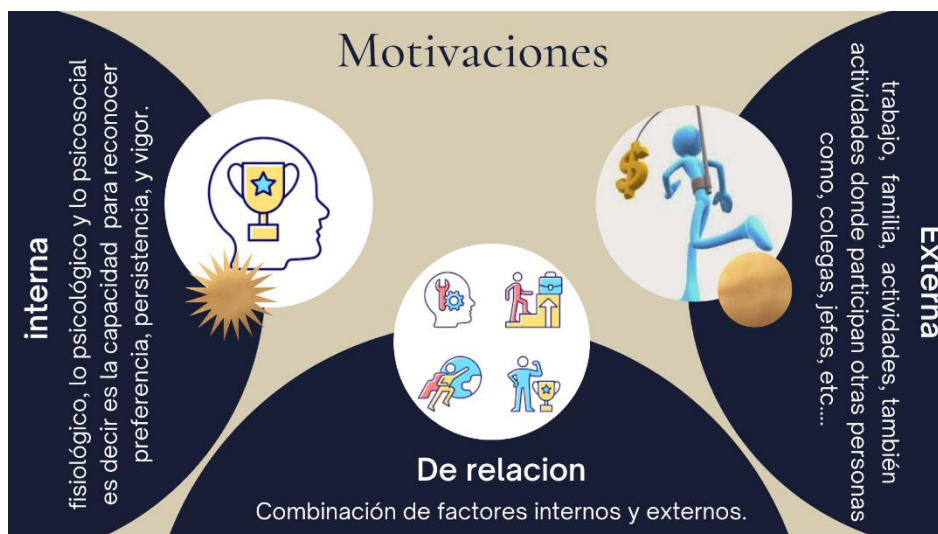 Motivaciones
interna
fisiológico, lo psicológico y lo psicosocial
es decir es la capacidad para reconocer
preferencia, persistencia, y vigor.
De relacion
Combinación de factores internos y externos.
Externa
trabajo, familia, actividades, también
actividades donde participan otras personas
como, colegas, jefes, etc....